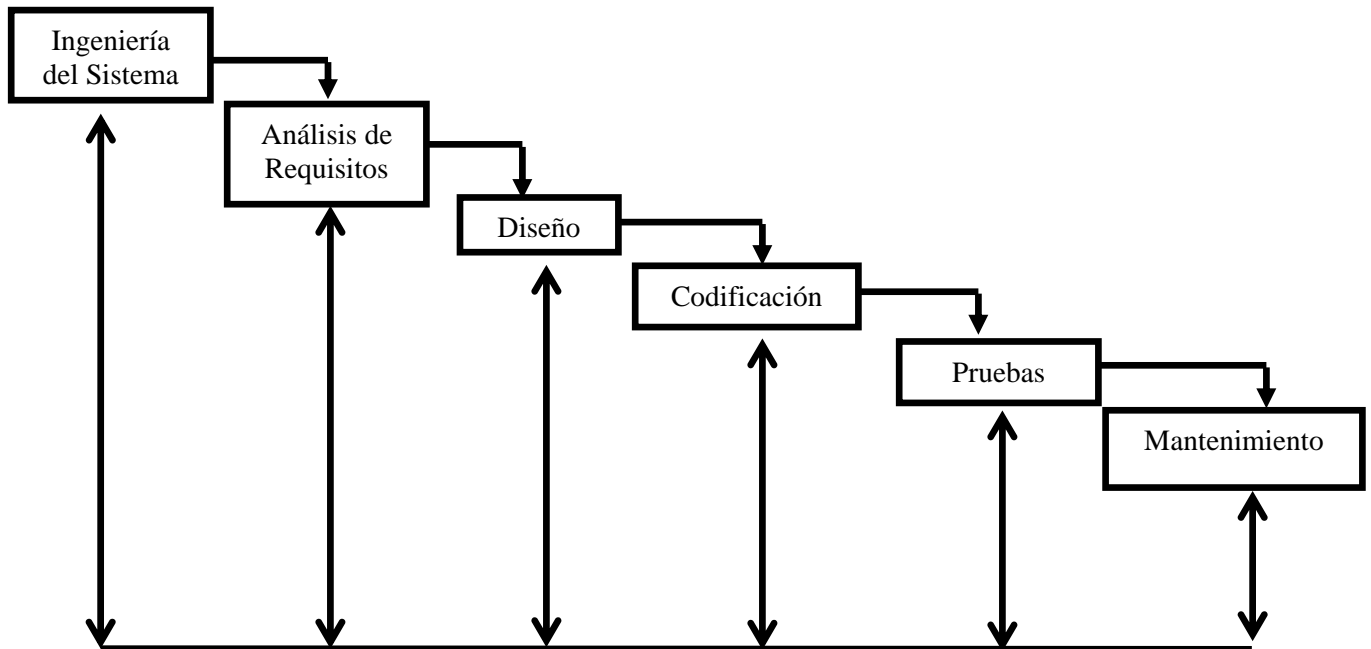 Ingeniería
del Sistema
Análisis de
Requisitos
Diseño
Codificación
Pruebas
Mantenimiento